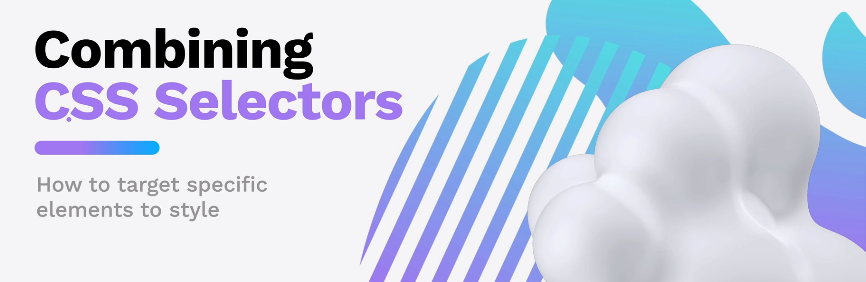 Combining
CSS Selectors
How to target specific
elements to style